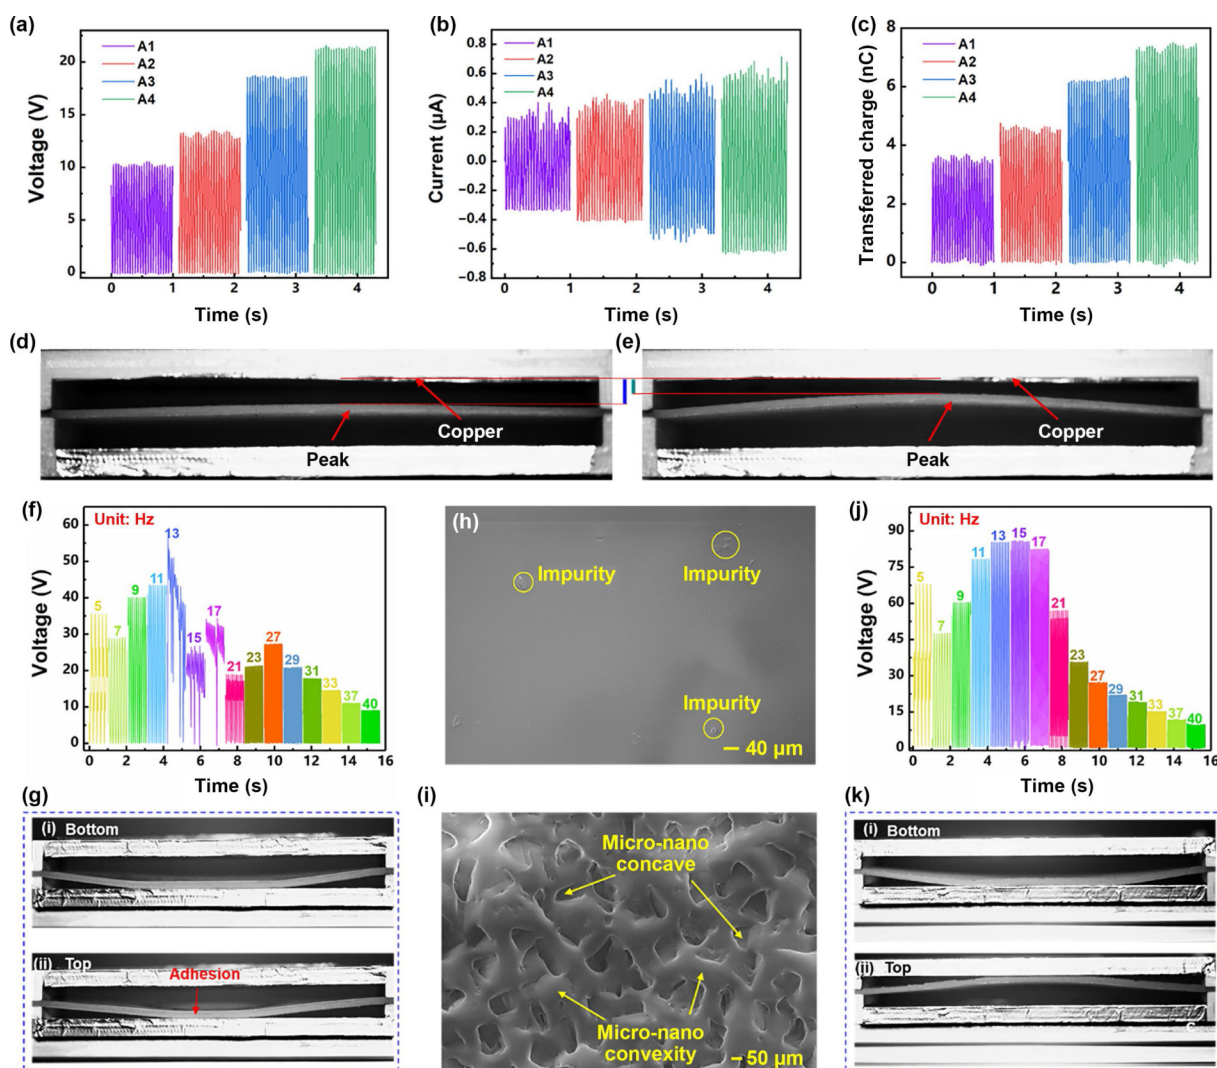 (a)
A1
A2
A3
A4
20
15
10
5
0
Voltage (V)
0 1 2 3 4
Time (s)
(b)
A1
A2
A3
A4
0.8
0.6
0.4
0.2
0.0
−0.2
−0.4
−0.6
−0.8
Current (μA)
0 1 2 3 4
Time (s)
(c)
A1
A2
A3
A4
8
6
4
2
0
Transferred charge (nC)
0 1 2 3 4
Time (s)
(d)
Copper
Peak
(e)
Copper
Peak
(f)
Unit: Hz
60
50
40
30
20
10
0
Voltage (V)
5 7 9 11 13 15 17 21 23 27 29 31 33 37 40
0 2 4 6 8 10 12 14 16
Time (s)
(h)
Impurity
Impurity
Impurity
40 μm
(j)
Unit: Hz
90
75
60
45
30
15
0
Voltage (V)
5 7 9 11 13 15 17 21 23 27 29 31 33 37 40
0 2 4 6 8 10 12 14 16
Time (s)
(g)
(i) Bottom
(ii) Top
Adhesion
(i)
Micro-nano
concave
Micro-nano
convexity
50 μm
(k)
(i) Bottom
(ii) Top